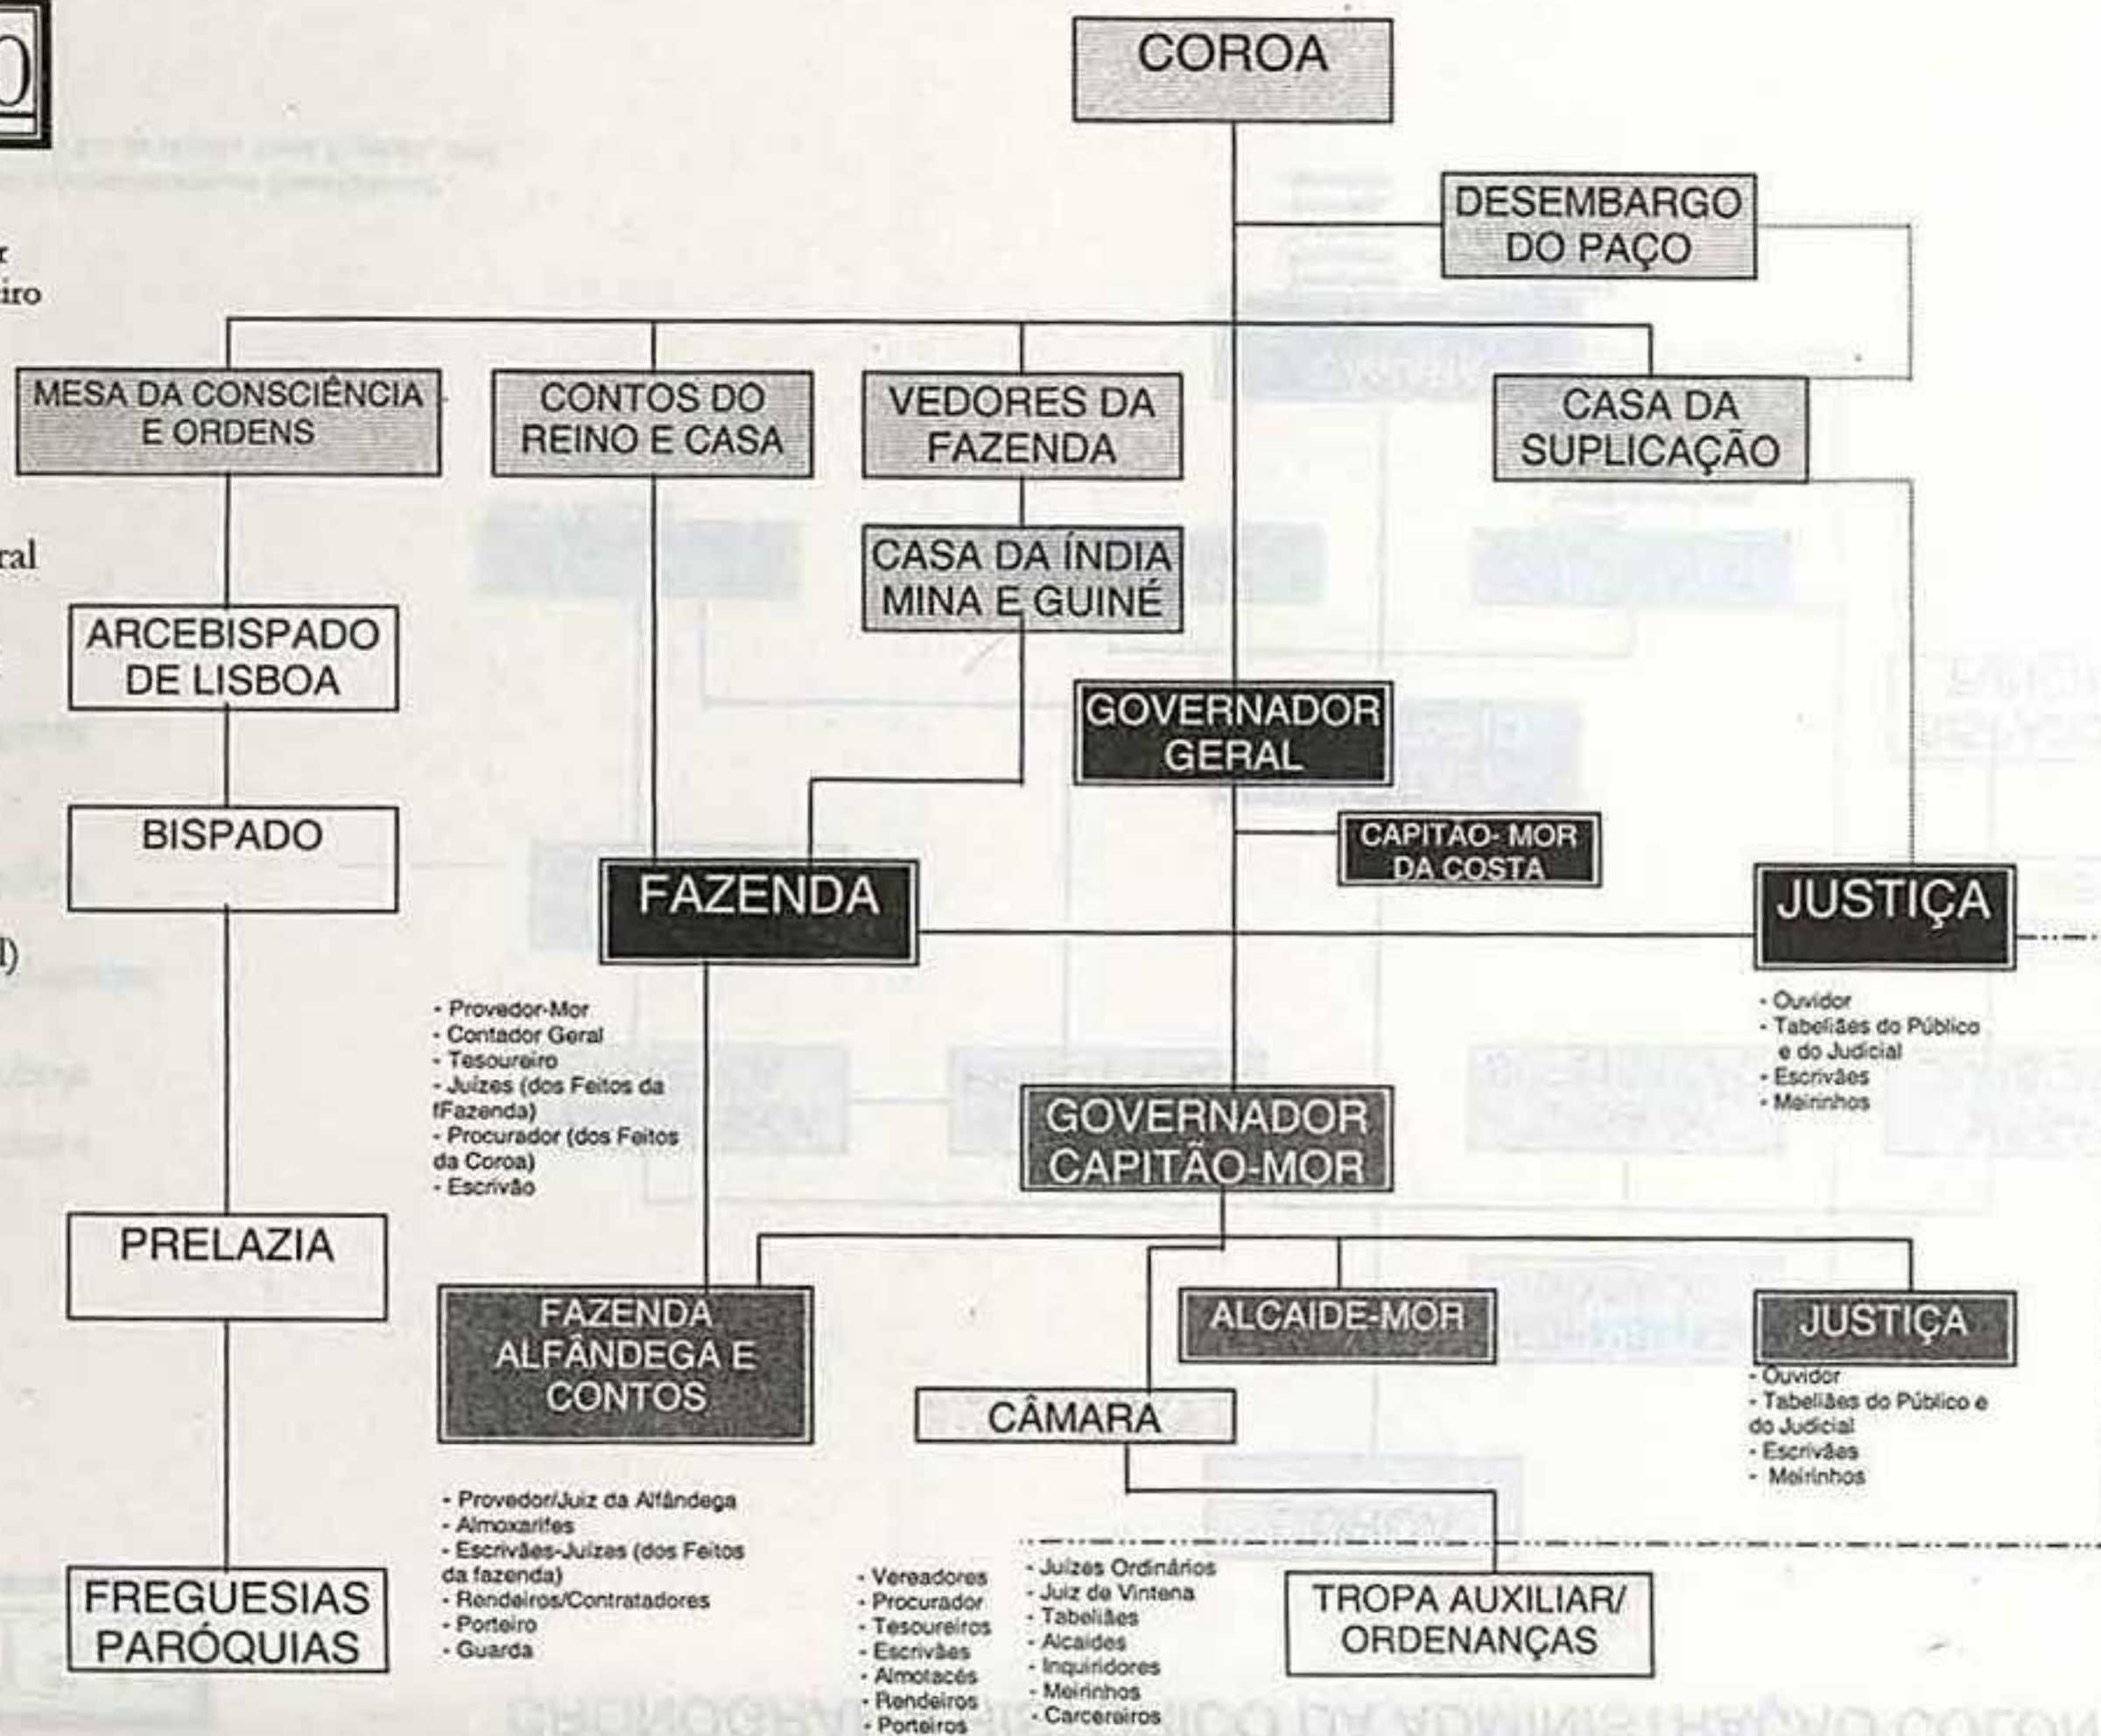 COROA
DESEMBARGO
DO PAÇO
MESA DA CONSCIÊNCIA
E ORDENS
CONTOS DO
REINO E CASA
VEDORES DA
FAZENDA
CASA DA
SUPLICAÇÃO
CASA DA ÍNDIA
MINA E GUINÉ
ARCEBISPADO
DE LISBOA
GOVERNADOR
GERAL
BISPADO
CAPITÃO- MOR
DA COSTA
FAZENDA
JUSTIÇA
- Provedor-Mor
- Contador Geral
- Tesoureiro
- Juízes (dos Feitos da
fFazenda)
- Procurador (dos Feitos
da Coroa)
- Escrivão
- Ouvidor
- Tabeliães do Público
e do Judicial
- Escrivães
- Meirinhos
GOVERNADOR
CAPITÃO-MOR
PRELAZIA
FAZENDA
ALFÂNDEGA E
CONTOS
ALCAIDE-MOR
JUSTIÇA
- Ouvidor
- Tabeliães do Público e
do Judicial
- Escrivães
- Meirinhos
CÂMARA
- Provedor/Juiz da Alfândega
- Almoxarifes
- Escrivães-Juízes (dos Feitos
da fazenda)
- Rendeiros/Contratadores
- Porteiro
- Guarda
- Vereadores
- Procurador
- Tesoureiros
- Escrivães
- Almotacés
- Rendeiros
- Porteiros
- Juízes Ordinários
- Juiz de Vintena
- Tabeliães
- Alcaides
- Inquiridores
- Meirinhos
- Carcereiros
TROPA AUXILIAR/
ORDENANÇAS
FREGUESIAS
PARÓQUIAS